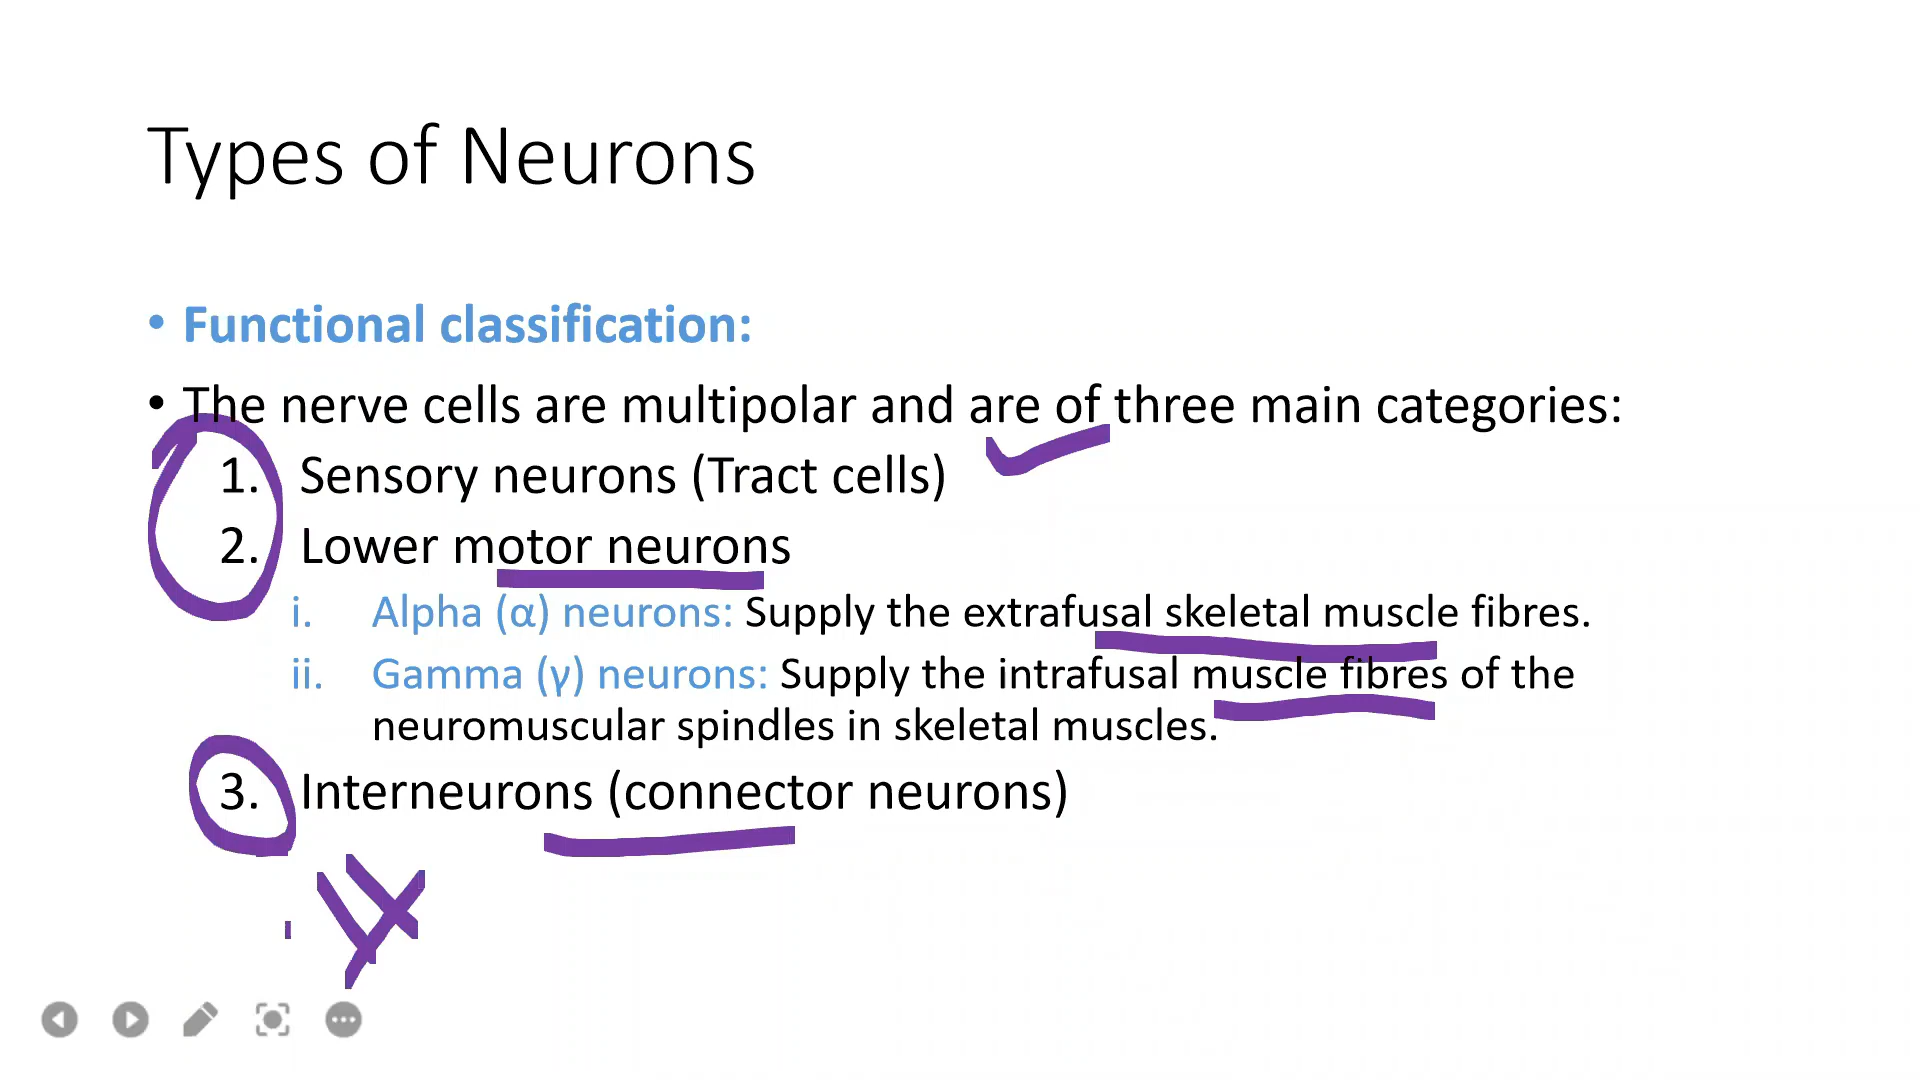 Types of Neurons
• Functional classification:
• The nerve cells are multipolar and are of three main categories:
1. Sensory neurons (Tract cells)
2. Lower motor neurons
i. Alpha (α) neurons: Supply the extrafusal skeletal muscle fibres.
ii. Gamma (γ) neurons: Supply the intrafusal muscle fibres of the
neuromuscular spindles in skeletal muscles.
3. Interneurons (connector neurons)